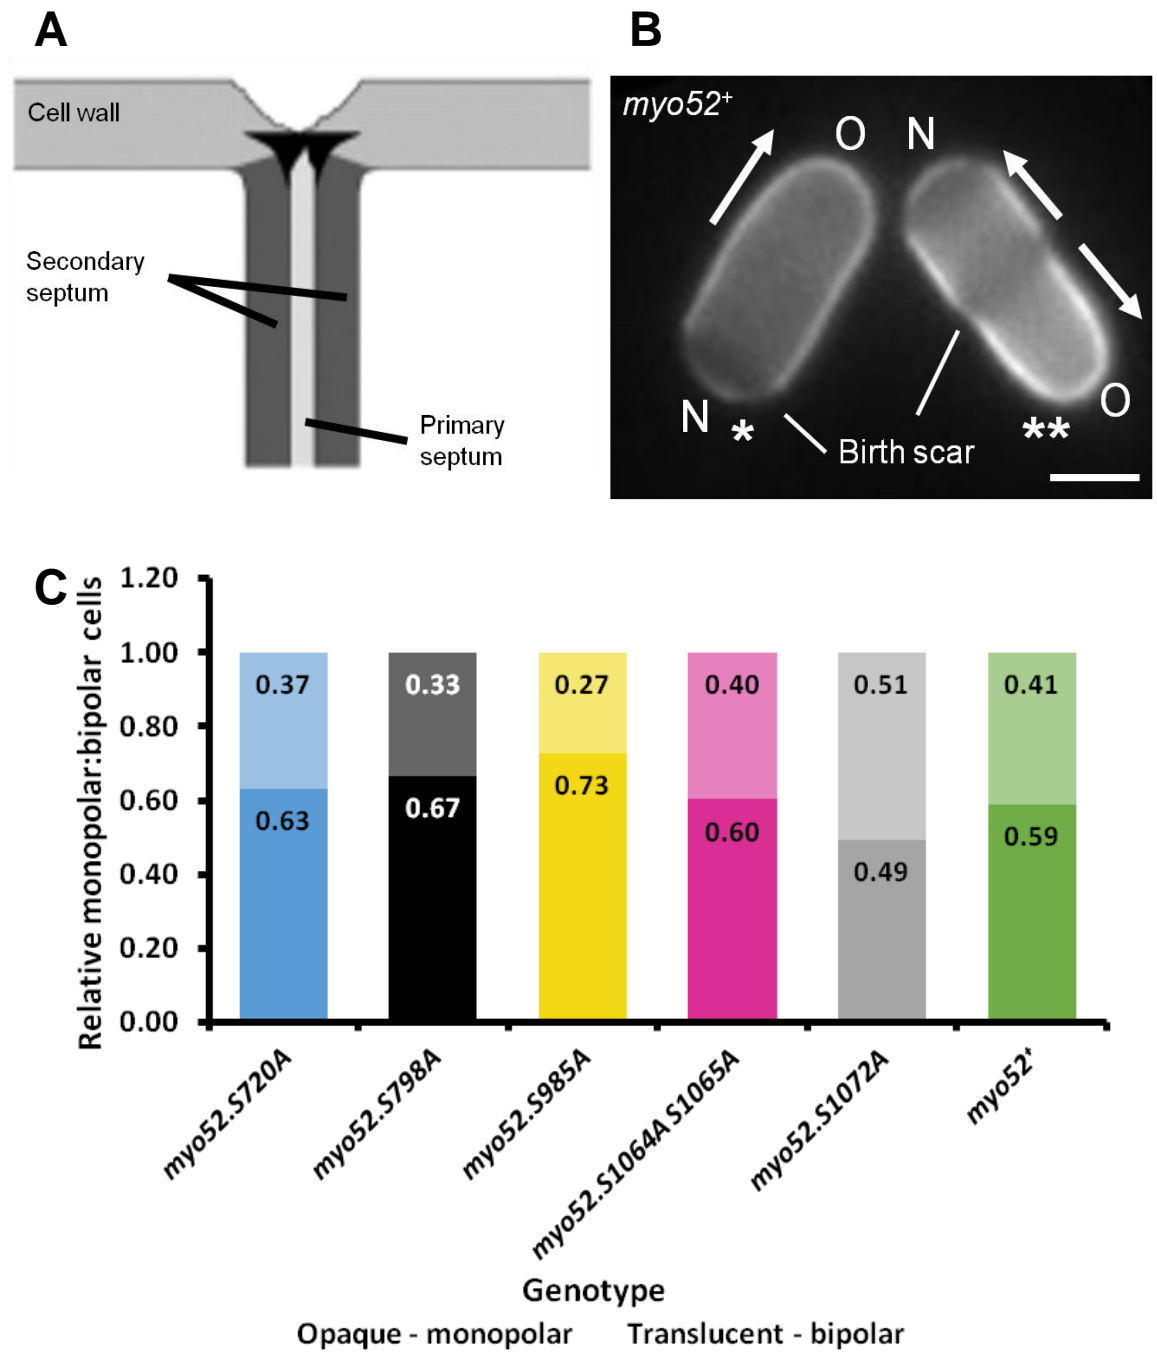 A
Cell wall
Secondary
septum
Primary
septum
B
myo52⁺
O
N
N
*
Birth scar
**
O
C
Relative monopolar:bipolar cells
1.20
1.00
0.80
0.60
0.40
0.20
0.00
0.37
0.33
0.27
0.40
0.51
0.41
0.63
0.67
0.73
0.60
0.49
0.59
myo52.S720A
myo52.S798A
myo52.S985A
myo52.S1064A S1065A
myo52.S1072A
myo52⁺
Genotype
Opaque - monopolar Translucent - bipolar